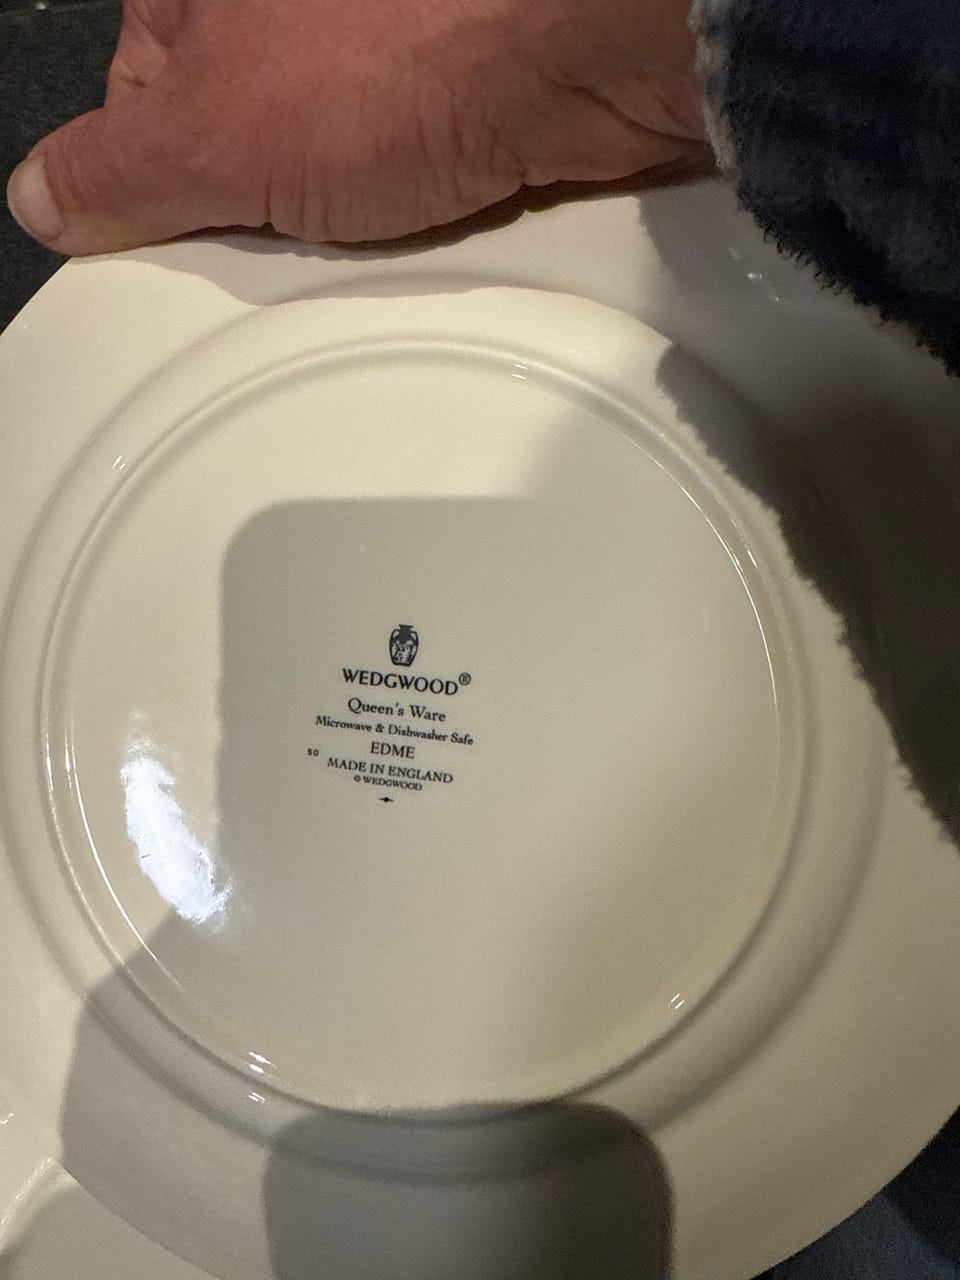 WEDGWOOD®
Queen's Ware
Microwave & Dishwasher Safe
EDME
50
MADE IN ENGLAND
© WEDGWOOD